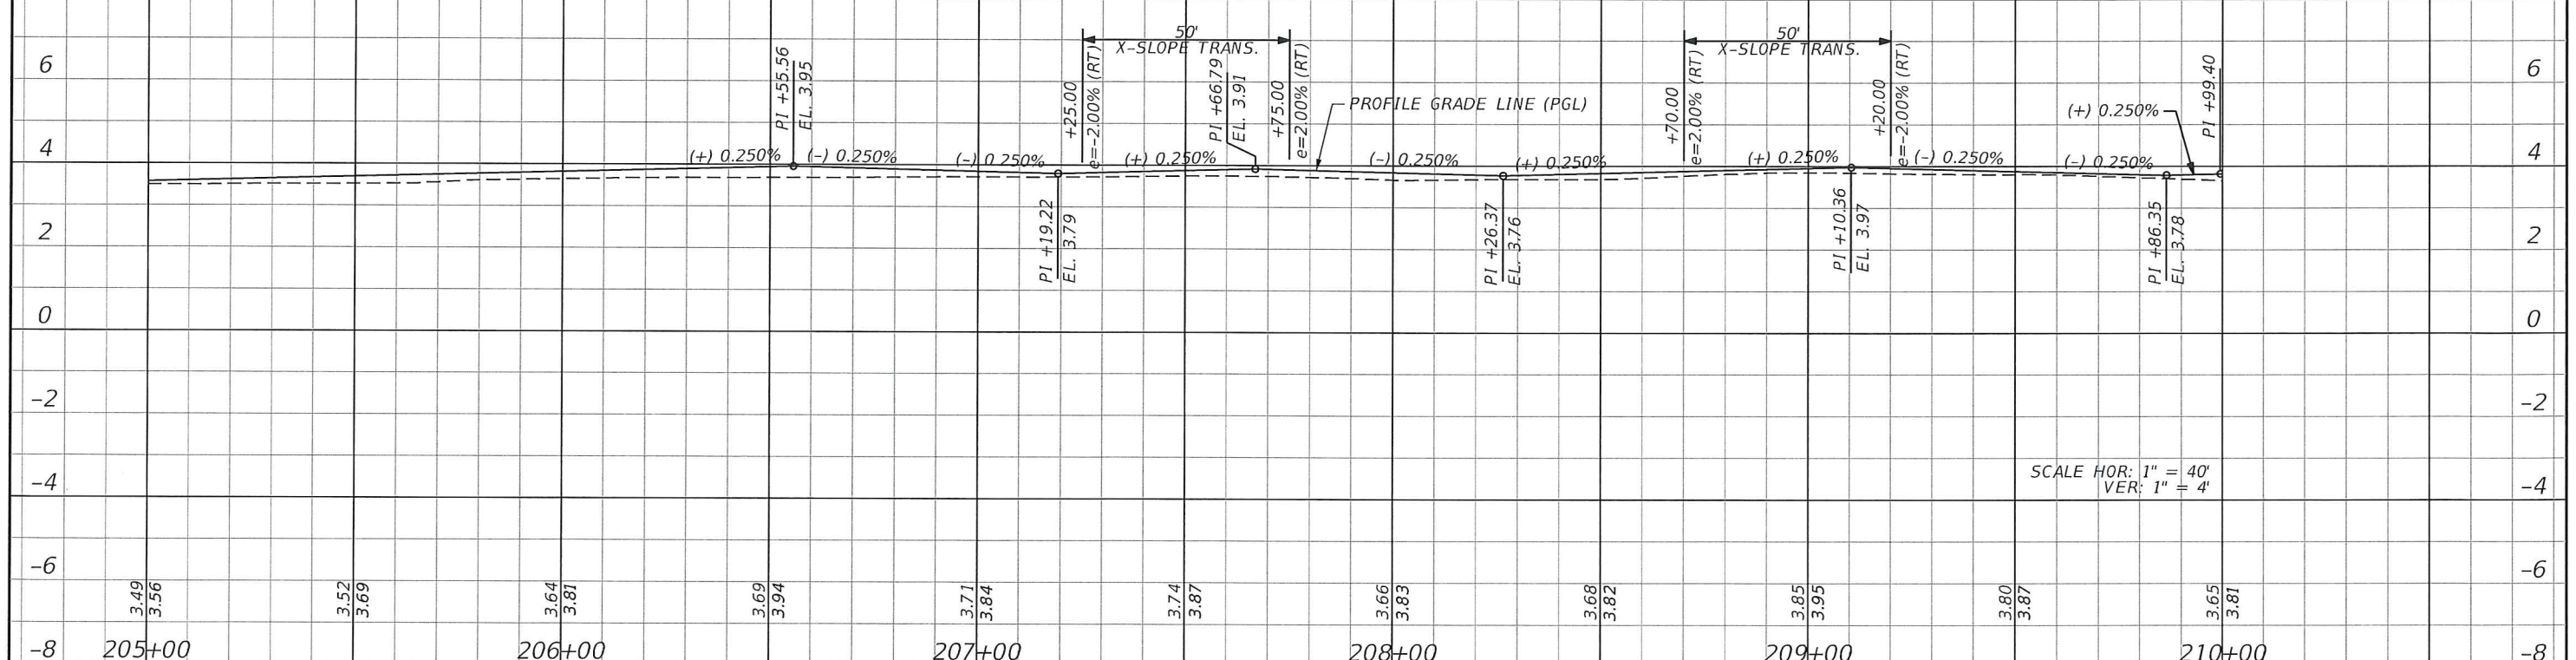 50'
X-SLOPE TRANS.
50'
X-SLOPE TRANS.
6
PI +55.56
EL. 3.95
+25.00
e=-2.00% (RT)
PI +66.79
EL. 3.91
+75.00
e=2.00% (RT)
PROFILE GRADE LINE (PGL)
+70.00
e=2.00% (RT)
+20.00
e=-2.00% (RT)
(+) 0.250%
PI +99.40
6
4
(+) 0.250%
(-) 0.250%
(-) 0.250%
(+) 0.250%
(-) 0.250%
(+) 0.250%
(+) 0.250%
(-) 0.250%
(-) 0.250%
4
2
PI +19.22
EL. 3.79
PI +26.37
EL. 3.76
PI +10.36
EL. 3.97
PI +86.35
EL. 3.78
2
0
0
-2
-2
-4
SCALE HOR: 1" = 40'
VER: 1" = 4'
-4
-6
-6
3.49
3.56
3.52
3.69
3.64
3.81
3.69
3.94
3.71
3.84
3.74
3.87
3.66
3.83
3.68
3.82
3.85
3.95
3.80
3.87
3.65
3.81
-8
205+00
206+00
207+00
208+00
209+00
210+00
-8